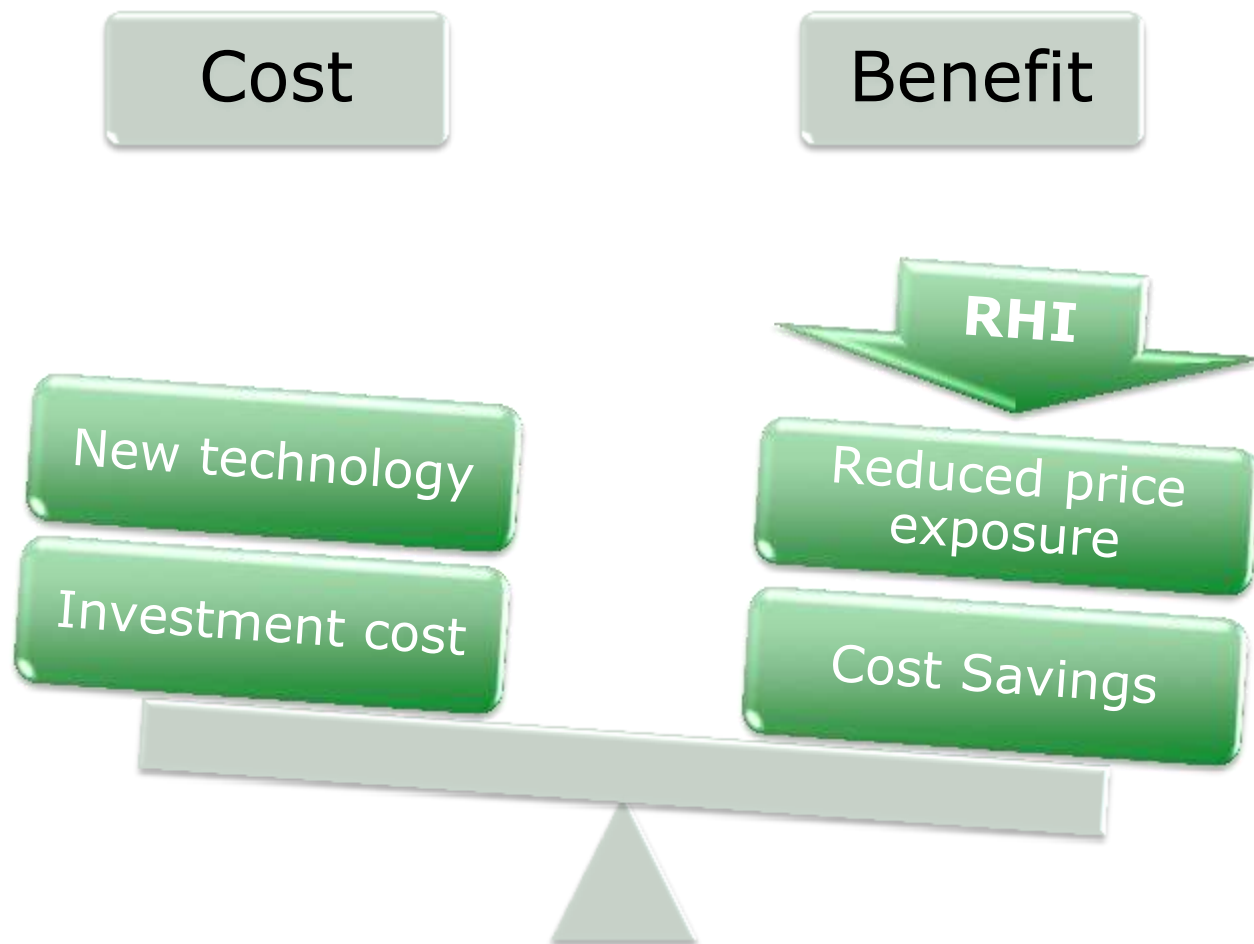 Cost
Benefit
RHI
New technology
Reduced price
exposure
Investment cost
Cost Savings